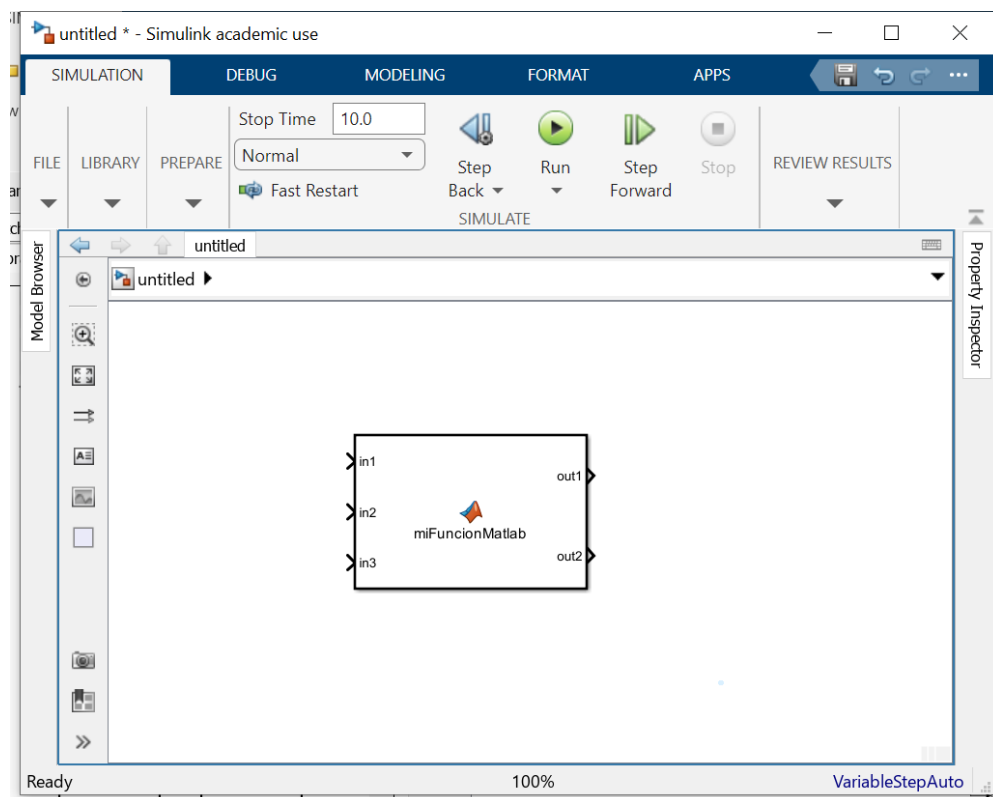 untitled * - Simulink academic use
SIMULATION DEBUG MODELING FORMAT APPS
Stop Time 10.0
Normal
Fast Restart
FILE LIBRARY PREPARE
Step Back
Run
Step Forward
Stop
REVIEW RESULTS
SIMULATE
Model Browser
untitled
Property Inspector
untitled
in1
in2
in3
miFuncionMatlab
out1
out2
Ready 100% VariableStepAuto